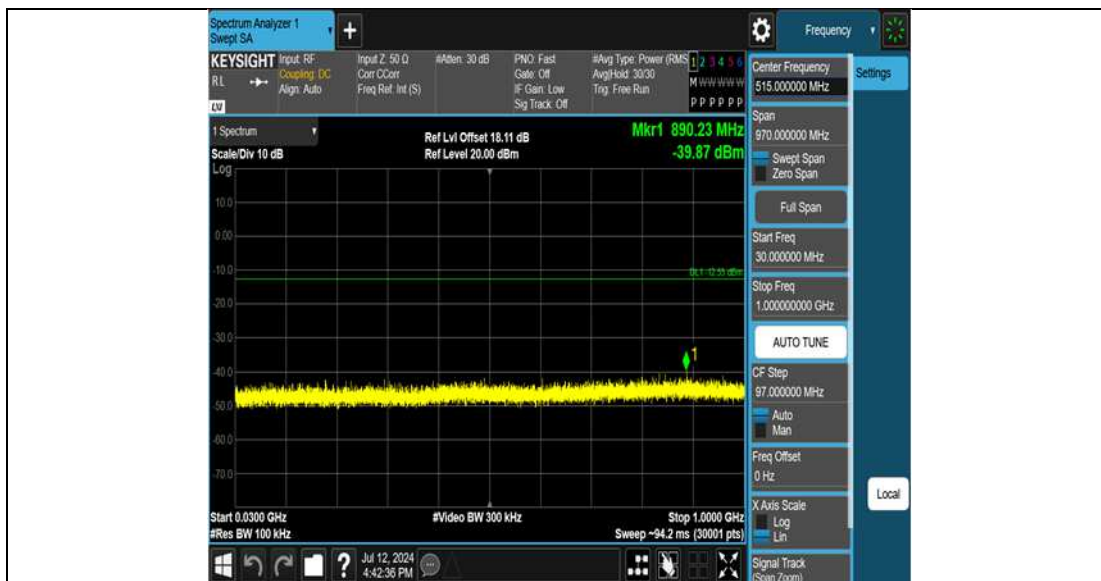 Spectrum Analyzer 1
Swept SA
+
Frequency
KEYSIGHT
Input: RF
Input Z: 50 Ω
#Atten: 30 dB
PNO: Fast
#Avg Type: Power (RMS
1 2 3 4 5 6
RL
Coupling: DC
Corr CCorr
Gate: Off
Avg|Hold: 30/30
M W W W W W
Align: Auto
Freq Ref: Int (S)
IF Gain: Low
Trig: Free Run
Sig Track: Off
P P P P P P
LXI
Center Frequency
515.000000 MHz
Settings
Span
970.000000 MHz
Swept Span
Zero Span
Full Span
Start Freq
30.000000 MHz
Stop Freq
1.000000000 GHz
AUTO TUNE
CF Step
97.000000 MHz
Auto
Man
Freq Offset
0 Hz
X Axis Scale
Log
Lin
Signal Track
(Span Zoom)
Local
1 Spectrum
Scale/Div 10 dB
Ref Lvl Offset 18.11 dB
Ref Level 20.00 dBm
Mkr1 890.23 MHz
-39.87 dBm
Log
10.0
0.00
-10.0
DL1 -12.55 dBm
-20.0
-30.0
1
-40.0
-50.0
-60.0
-70.0
Start 0.0300 GHz
#Video BW 300 kHz
Stop 1.0000 GHz
#Res BW 100 kHz
Sweep ~94.2 ms (30001 pts)
?
Jul 12, 2024
4:42:36 PM